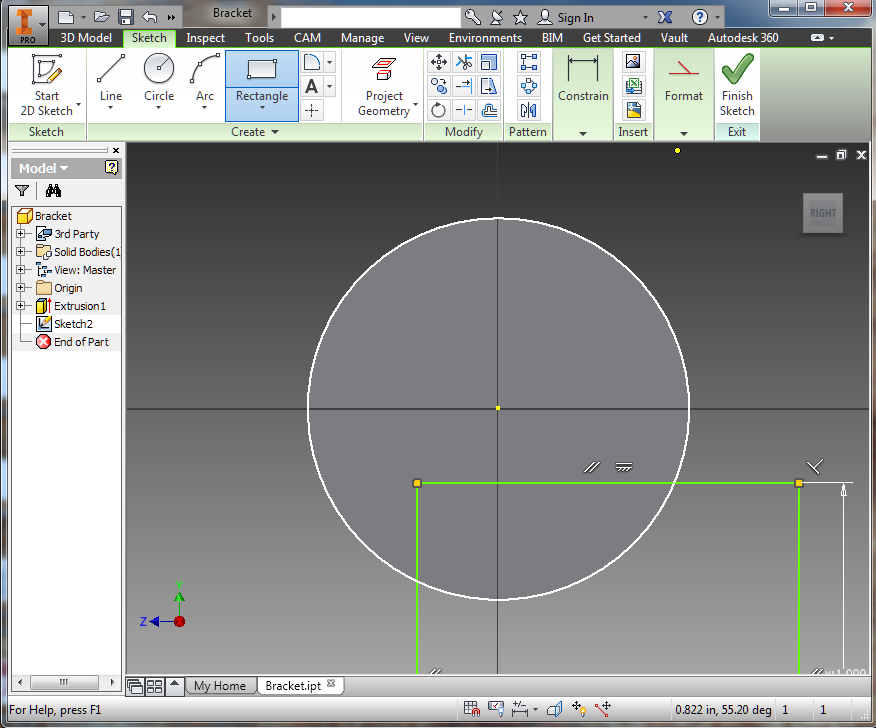 Bracket
Sign In
PRO
3D Model Sketch Inspect Tools CAM Manage View Environments BIM Get Started Vault Autodesk 360
Start
2D Sketch
Line
Circle
Arc
Rectangle
A
Project
Geometry
Constrain
Format
Finish
Sketch
Sketch Create Modify Pattern Insert Exit
Model
RIGHT
Bracket
3rd Party
Solid Bodies(1
View: Master
Origin
Extrusion1
Sketch2
End of Part
Z
My Home Bracket.ipt
For Help, press F1 0.822 in, 55.20 deg 1 1